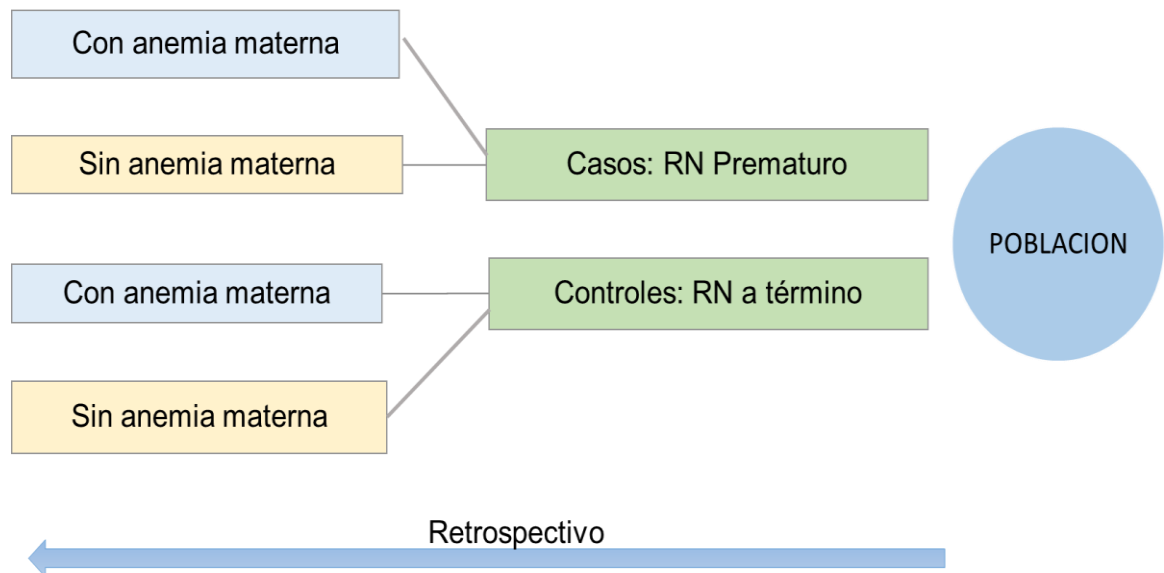 Con anemia materna
Sin anemia materna
Casos: RN Prematuro
Con anemia materna
Controles: RN a término
Sin anemia materna
POBLACION
Retrospectivo